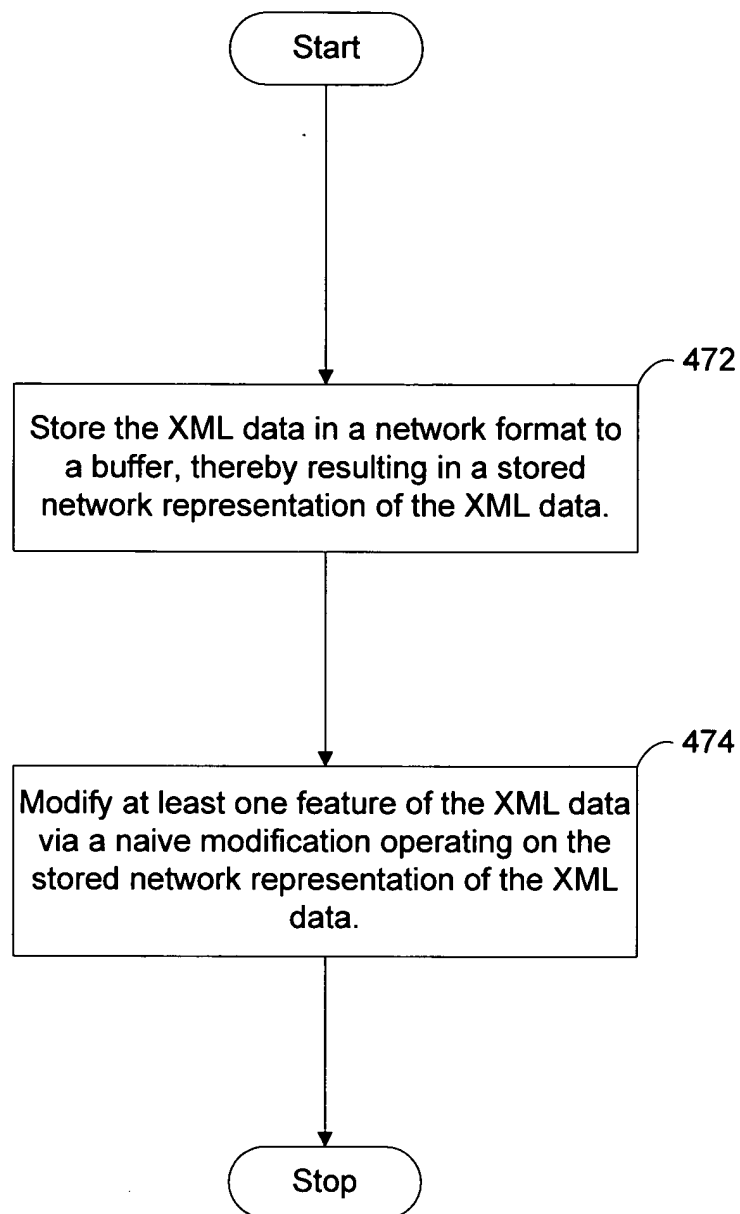 Start
472
Store the XML data in a network format to
a buffer, thereby resulting in a stored
network representation of the XML data.
474
Modify at least one feature of the XML data
via a naive modification operating on the
stored network representation of the XML
data.
Stop